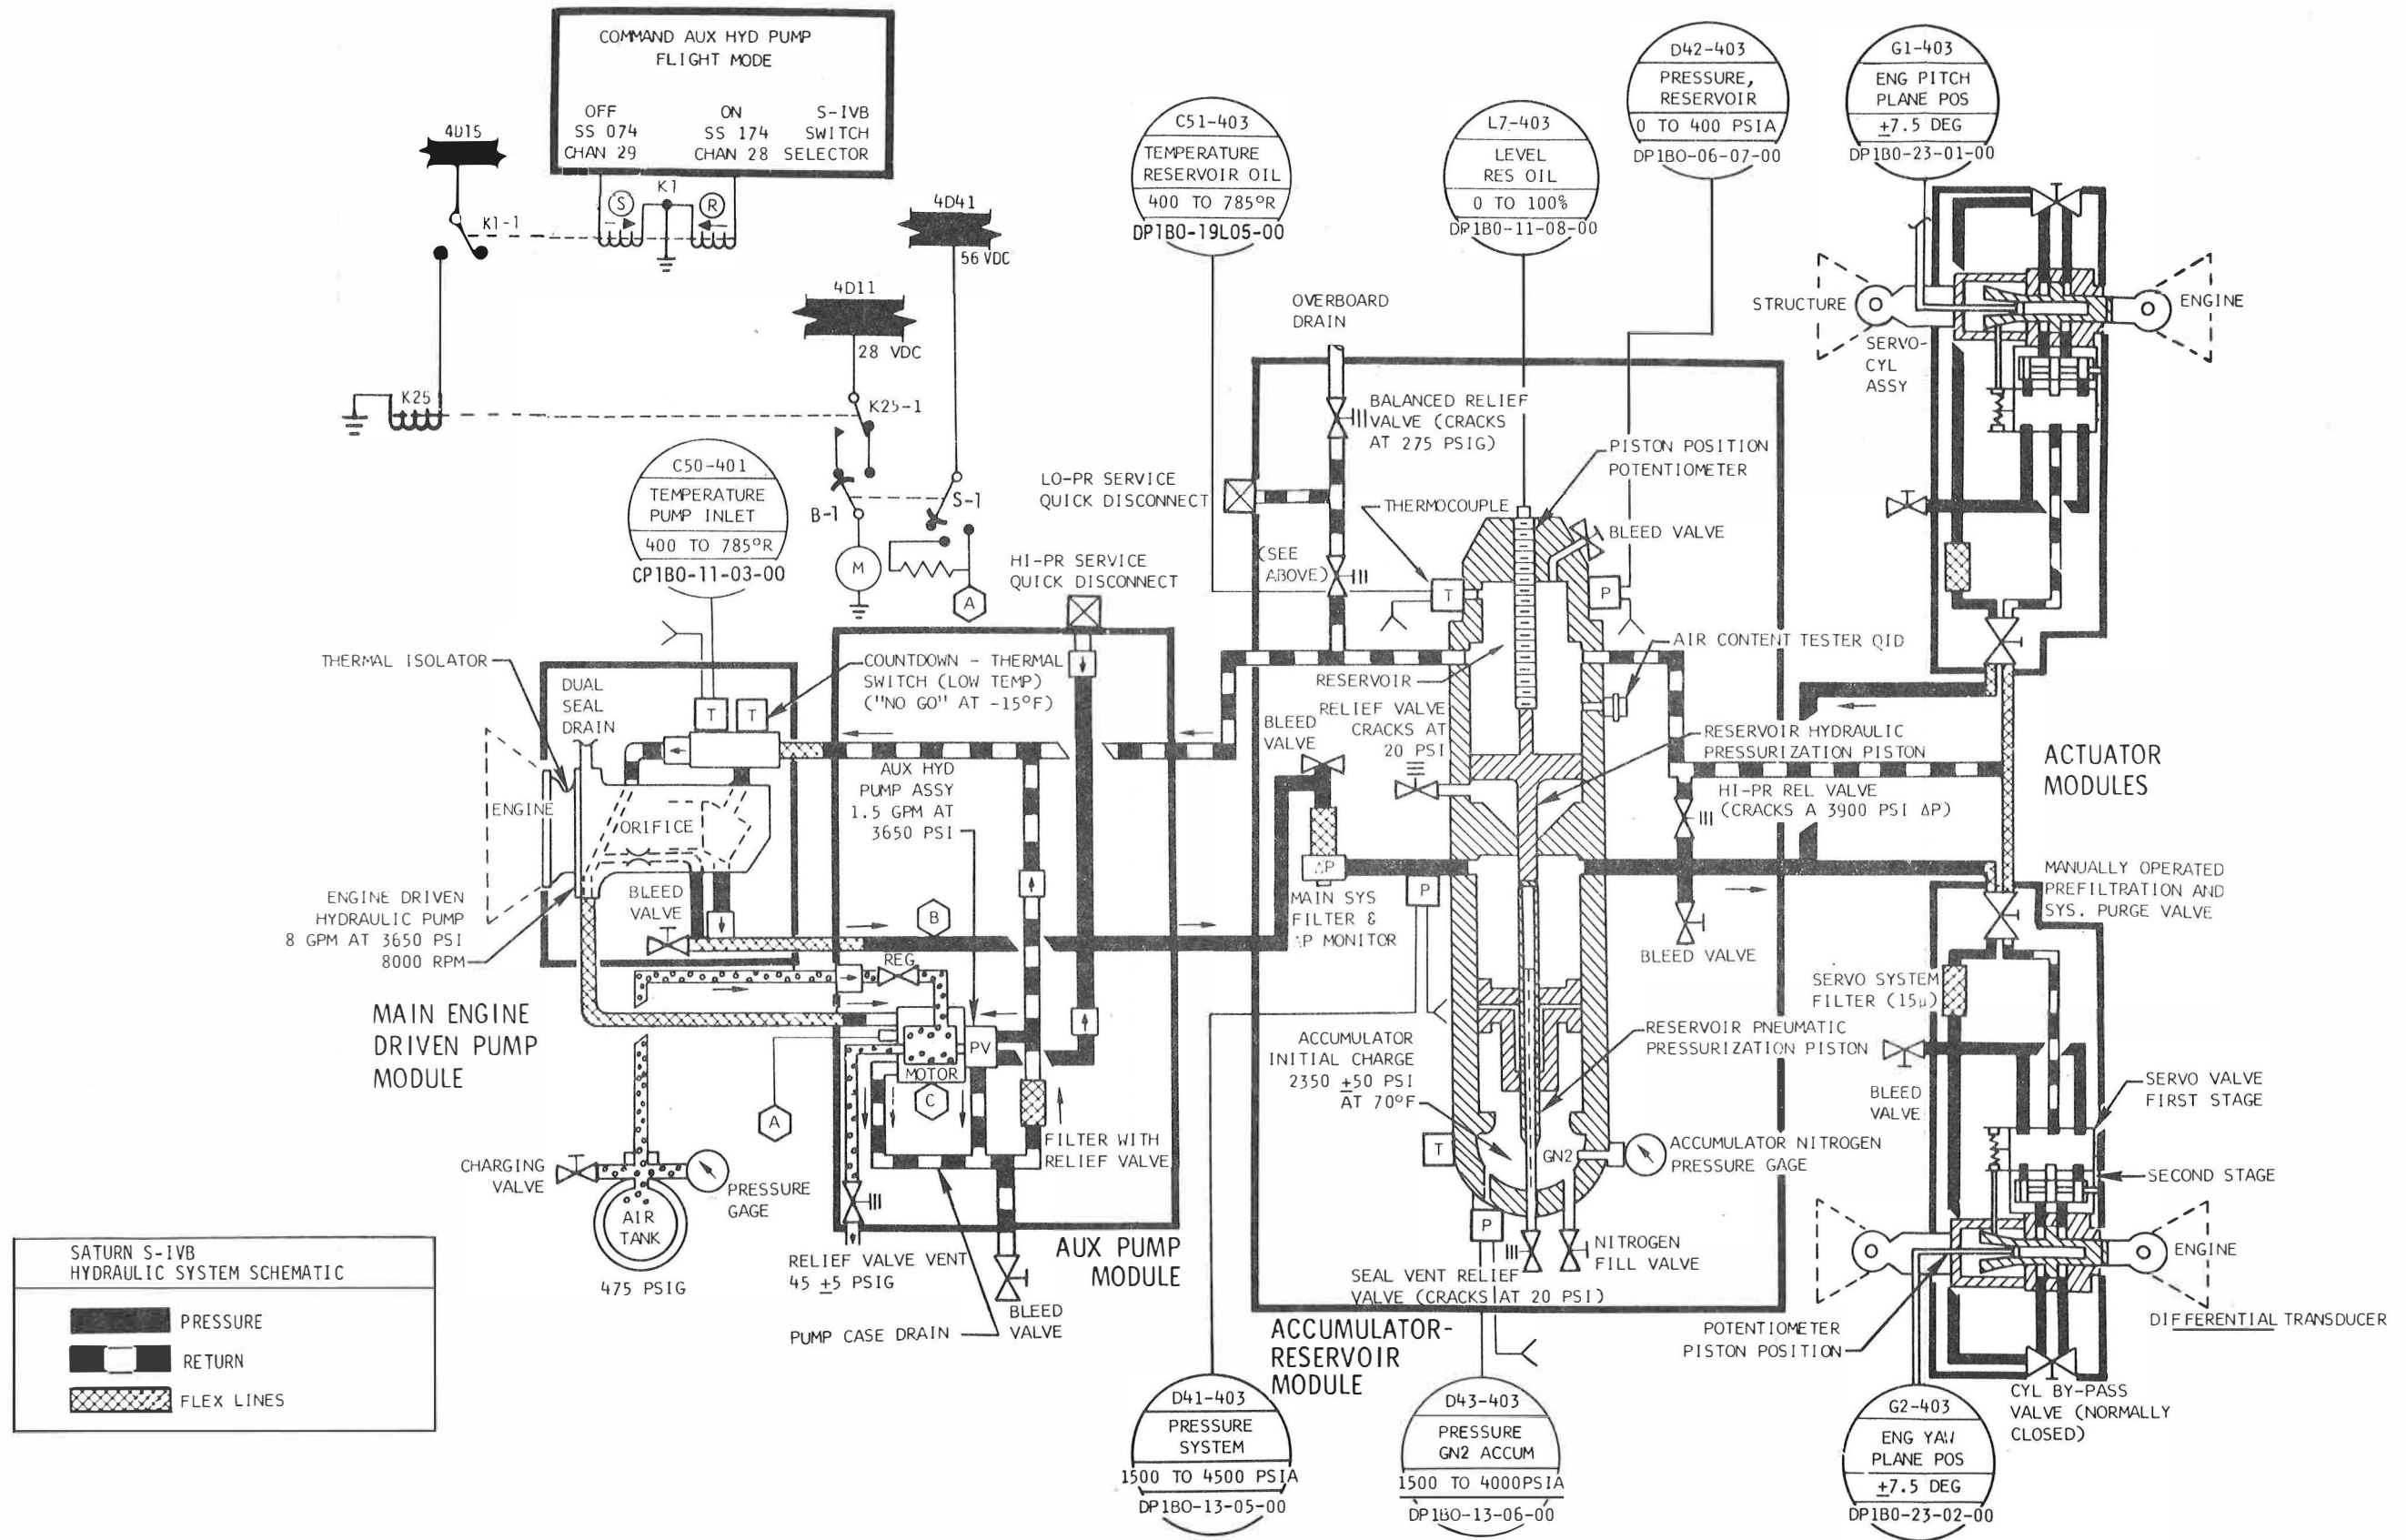 COMMAND AUX HYD PUMP
FLIGHT MODE
OFF
SS 074
CHAN 29
ON
SS 174
CHAN 28
S-IVB
SWITCH
SELECTOR
4D15
K1-1
S
K1
R
4D41
56 VDC
4D11
28 VDC
K25
K25-1
B-1
S-1
M
A
C50-401
TEMPERATURE
PUMP INLET
400 TO 785°R
CP1BO-11-03-00
C51-403
TEMPERATURE
RESERVOIR OIL
400 TO 785°R
DP1BO-19L05-00
L7-403
LEVEL
RES OIL
0 TO 100%
DP1BO-11-08-00
D42-403
PRESSURE,
RESERVOIR
0 TO 400 PSIA
DP1BO-06-07-00
G1-403
ENG PITCH
PLANE POS
±7.5 DEG
DP1BO-23-01-00
STRUCTURE
ENGINE
SERVO-
CYL
ASSY
OVERBOARD
DRAIN
BALANCED RELIEF
VALVE (CRACKS
AT 275 PSIG)
PISTON POSITION
POTENTIOMETER
LO-PR SERVICE
QUICK DISCONNECT
THERMOCOUPLE
BLEED VALVE
(SEE
ABOVE)
HI-PR SERVICE
QUICK DISCONNECT
T
P
AIR CONTENT TESTER QID
THERMAL ISOLATOR
DUAL
SEAL
DRAIN
T
T
COUNTDOWN - THERMAL
SWITCH (LOW TEMP)
("NO GO" AT -15°F)
RESERVOIR
RELIEF VALVE
CRACKS AT
20 PSI
BLEED
VALVE
RESERVOIR HYDRAULIC
PRESSURIZATION PISTON
ACTUATOR
MODULES
ENGINE
ORIFICE
AUX HYD
PUMP ASSY
1.5 GPM AT
3650 PSI
HI-PR REL VALVE
(CRACKS A 3900 PSI ΔP)
ENGINE DRIVEN
HYDRAULIC PUMP
8 GPM AT 3650 PSI
8000 RPM
BLEED
VALVE
B
ΔP
P
MAIN SYS
FILTER &
ΔP MONITOR
MANUALLY OPERATED
PREFILTRATION AND
SYS. PURGE VALVE
BLEED VALVE
REG
SERVO SYSTEM
FILTER (15µ)
MAIN ENGINE
DRIVEN PUMP
MODULE
PV
MOTOR
C
A
ACCUMULATOR
INITIAL CHARGE
2350 ±50 PSI
AT 70°F
RESERVOIR PNEUMATIC
PRESSURIZATION PISTON
BLEED
VALVE
SERVO VALVE
FIRST STAGE
FILTER WITH
RELIEF VALVE
T
GN2
ACCUMULATOR NITROGEN
PRESSURE GAGE
SECOND STAGE
CHARGING
VALVE
PRESSURE
GAGE
AIR
TANK
475 PSIG
P
NITROGEN
FILL VALVE
RELIEF VALVE VENT
45 ±5 PSIG
AUX PUMP
MODULE
SEAL VENT RELIEF
VALVE (CRACKS AT 20 PSI)
ENGINE
PUMP CASE DRAIN
BLEED
VALVE
ACCUMULATOR-
RESERVOIR
MODULE
POTENTIOMETER
PISTON POSITION
DIFFERENTIAL TRANSDUCER
CYL BY-PASS
VALVE (NORMALLY
CLOSED)
SATURN S-IVB
HYDRAULIC SYSTEM SCHEMATIC
PRESSURE
RETURN
FLEX LINES
D41-403
PRESSURE
SYSTEM
1500 TO 4500 PSIA
DP1BO-13-05-00
D43-403
PRESSURE
GN2 ACCUM
1500 TO 4000PSIA
DP1BO-13-06-00
G2-403
ENG YAW
PLANE POS
±7.5 DEG
DP1BO-23-02-00